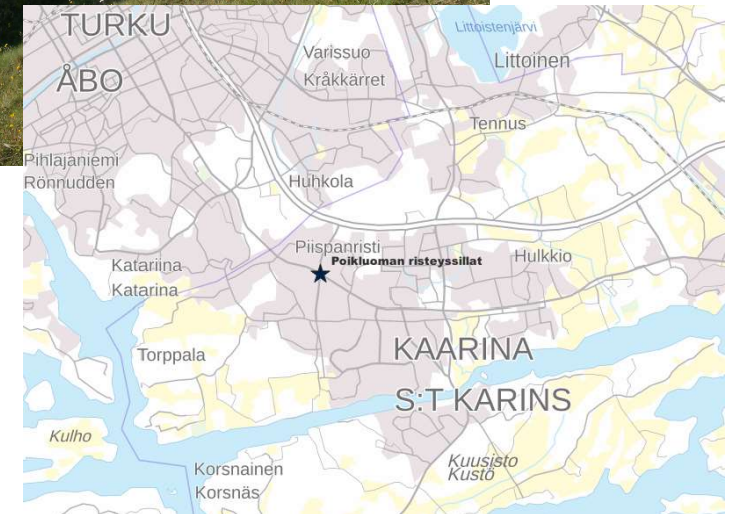 TURKU
ÅBO
Littoistenjärvi
Varissuo
Kråkkärret
Littoinen
Tennus
Pihlajaniemi
Rönnudden
Huhkola
Piispanristi
Poikluoman risteyssillat
Hulkkio
Katariina
Katarina
Torppala
KAARINA
S:T KARINS
Kulho
Korsnainen
Korsnäs
Kuusisto
Kustö